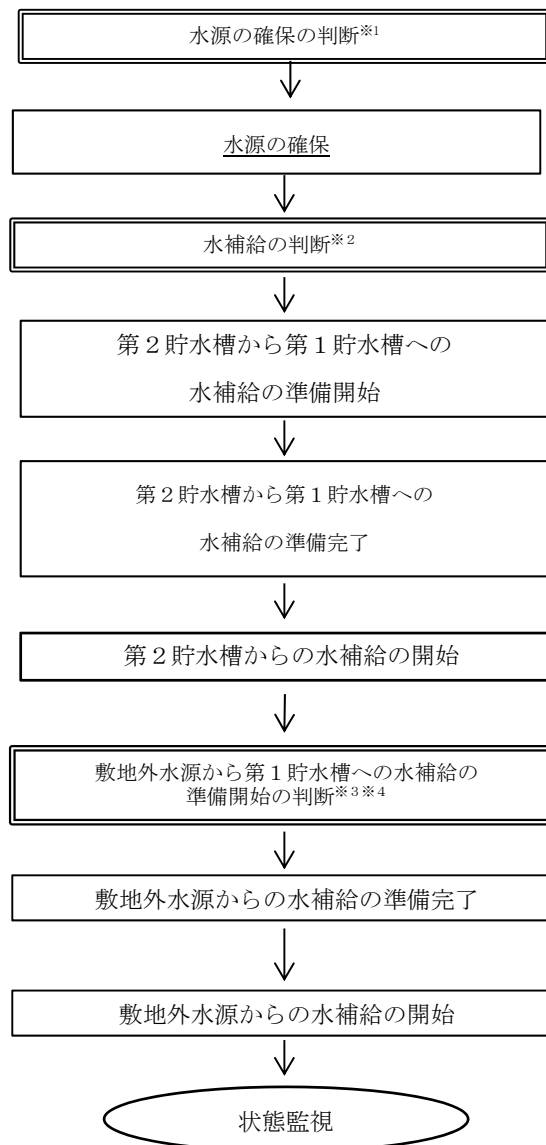 水源の確保の判断※1
水源の確保
水補給の判断※2
第2貯水槽から第1貯水槽への
水補給の準備開始
第2貯水槽から第1貯水槽への
水補給の準備完了
第2貯水槽からの水補給の開始
敷地外水源から第1貯水槽への水補給の
準備開始の判断※3※4
敷地外水源からの水補給の準備完了
敷地外水源からの水補給の開始
状態監視